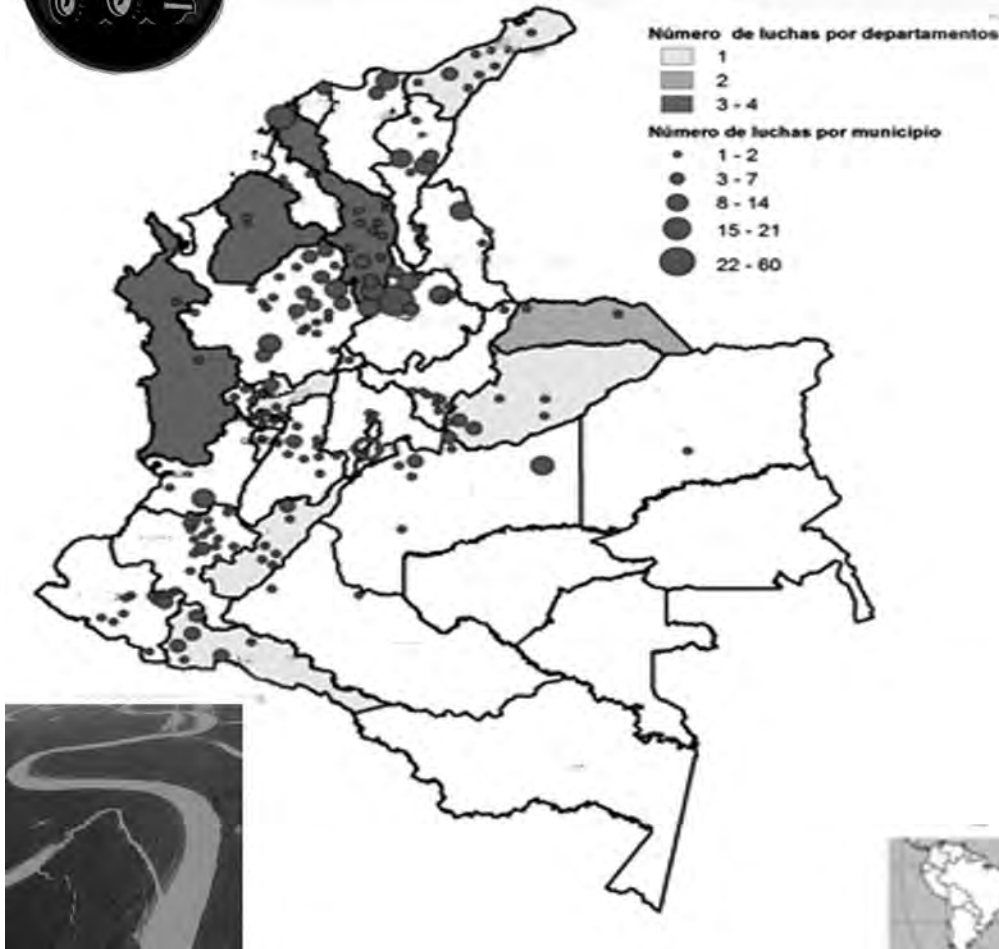 Número de luchas por departamentos
1
2
3 - 4
Número de luchas por municipio
1 - 2
3 - 7
8 - 14
15 - 21
22 - 60